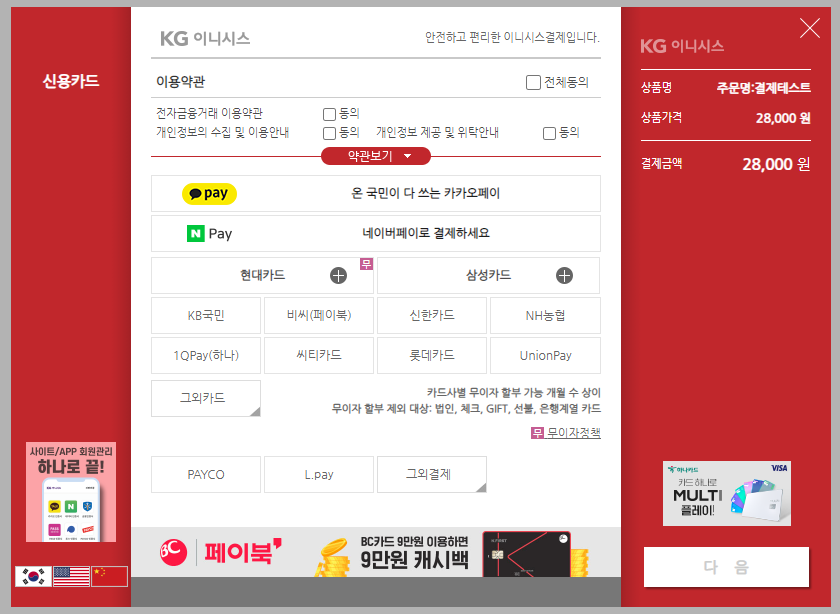 신용카드
사이트/APP 회원관리
하나로 끝!
KG 이니시스
안전하고 편리한 이니시스결제입니다.
이용약관
전체동의
전자금융거래 이용약관
동의
개인정보의 수집 및 이용안내
동의
개인정보 제공 및 위탁안내
동의
약관보기
pay
온 국민이 다 쓰는 카카오페이
N Pay
네이버페이로 결제하세요
현대카드
무
삼성카드
KB국민
비씨(페이북)
신한카드
NH농협
1QPay(하나)
씨티카드
롯데카드
UnionPay
그외카드
카드사별 무이자 할부 가능 개월 수 상이
무이자 할부 제외 대상: 법인, 체크, GIFT, 선불, 은행계열 카드
무 무이자정책
PAYCO
L.pay
그외결제
BC 페이북
BC카드 9만원 이용하면
9만원 캐시백
KG 이니시스
상품명
주문명:결제테스트
상품가격
28,000 원
결제금액
28,000 원
하나카드
VISA
카드 하나로
MULTI
플레이!
다 음